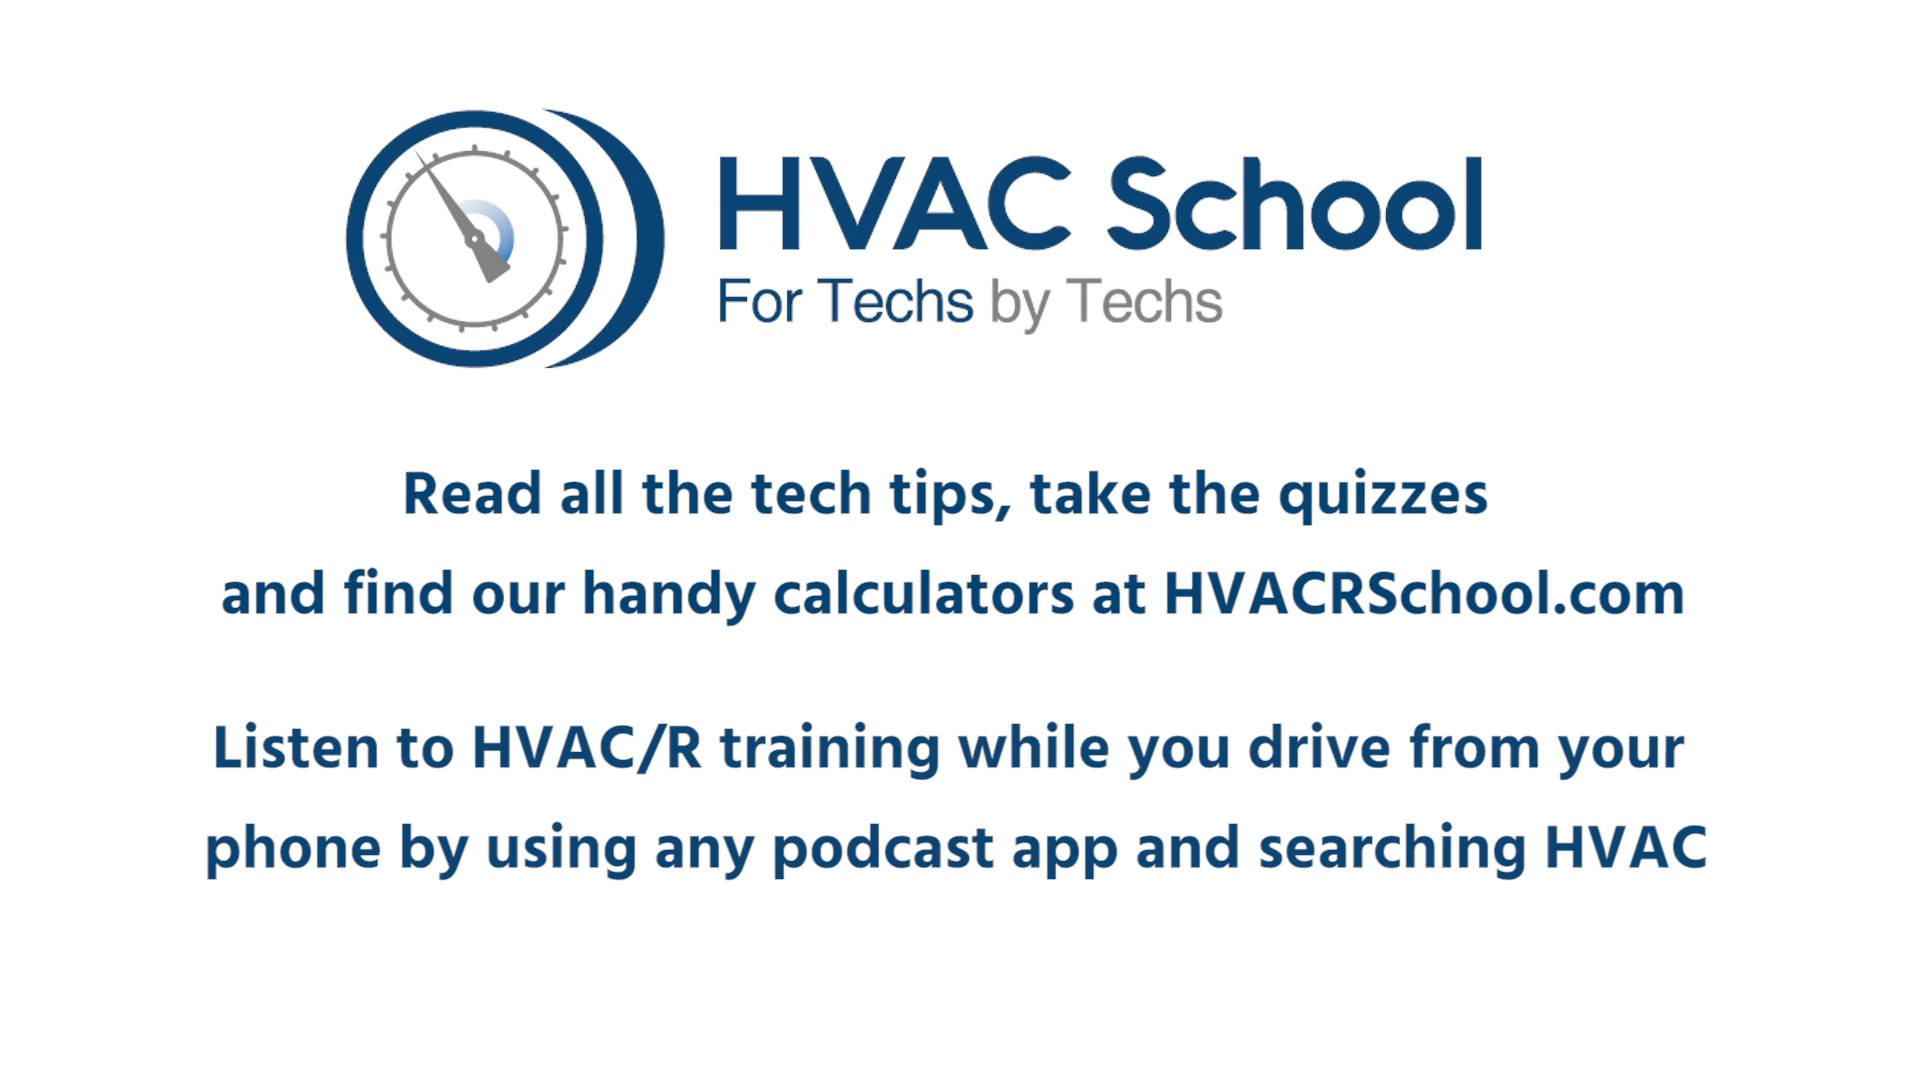 HVAC School
For Techs by Techs
Read all the tech tips, take the quizzes
and find our handy calculators at HVACRSchool.com
Listen to HVAC/R training while you drive from your
phone by using any podcast app and searching HVAC